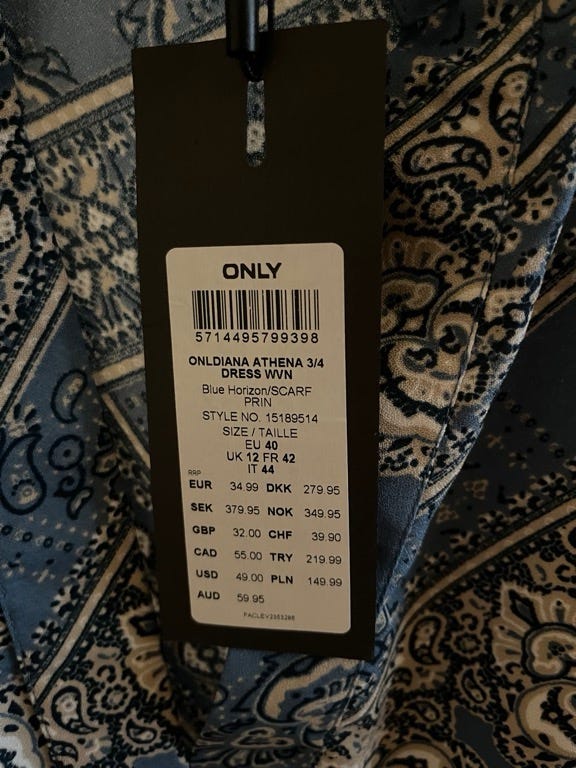 ONLY
5714495799398
ONLDIANA ATHENA 3/4
DRESS WVN
Blue Horizon/SCARF
PRIN
STYLE NO. 15189514
SIZE / TAILLE
EU 40
UK 12 FR 42
IT 44
RRP
EUR 34.99 DKK 279.95
SEK 379.95 NOK 349.95
GBP 32.00 CHF 39.90
CAD 55.00 TRY 219.99
USD 49.00 PLN 149.99
AUD 59.95